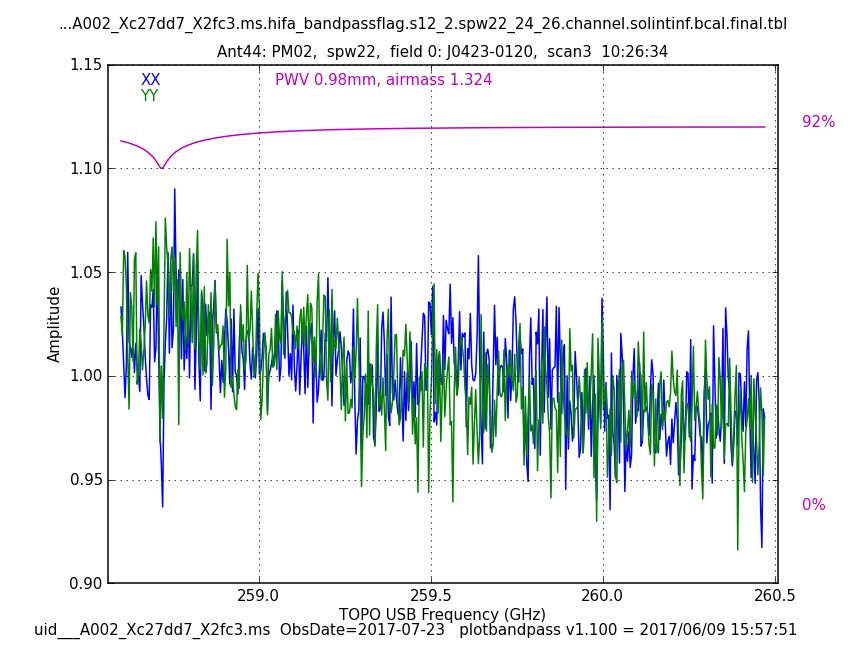 ...A002_Xc27dd7_X2fc3.ms.hifa_bandpassflag.s12_2.spw22_24_26.channel.solintinf.bcal.final.tbl
Ant44: PM02, spw22, field 0: J0423-0120, scan3 10:26:34
1.15
XX
PWV 0.98mm, airmass 1.324
YY
92%
1.10
1.05
Amplitude
1.00
0.95
0%
0.90
259.0
259.5
260.0
260.5
TOPO USB Frequency (GHz)
uid___A002_Xc27dd7_X2fc3.ms ObsDate=2017-07-23 plotbandpass v1.100 = 2017/06/09 15:57:51